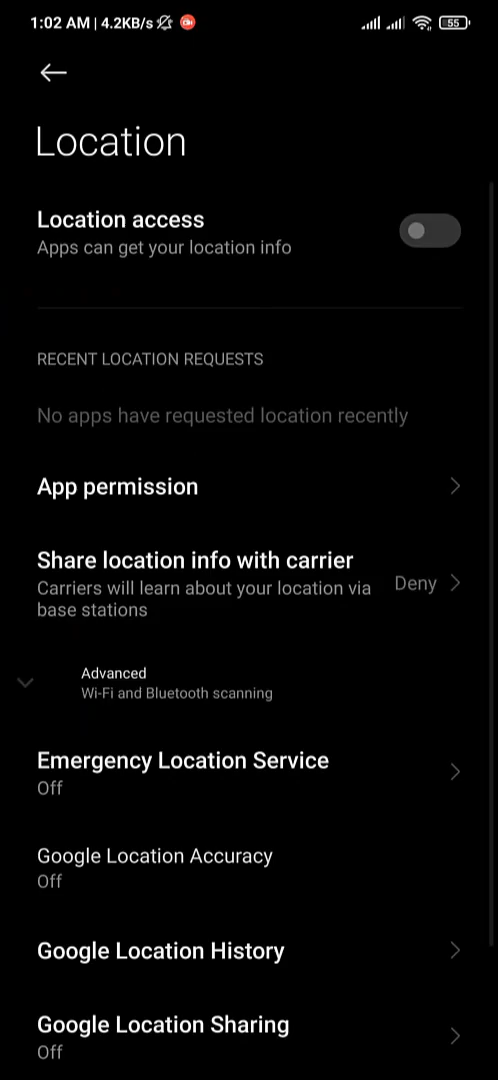 1:02 AM | 4.2KB/s
55
Location
Location access
Apps can get your location info
RECENT LOCATION REQUESTS
No apps have requested location recently
App permission
Share location info with carrier
Carriers will learn about your location via
base stations
Deny
Advanced
Wi-Fi and Bluetooth scanning
Emergency Location Service
Off
Google Location Accuracy
Off
Google Location History
Google Location Sharing
Off